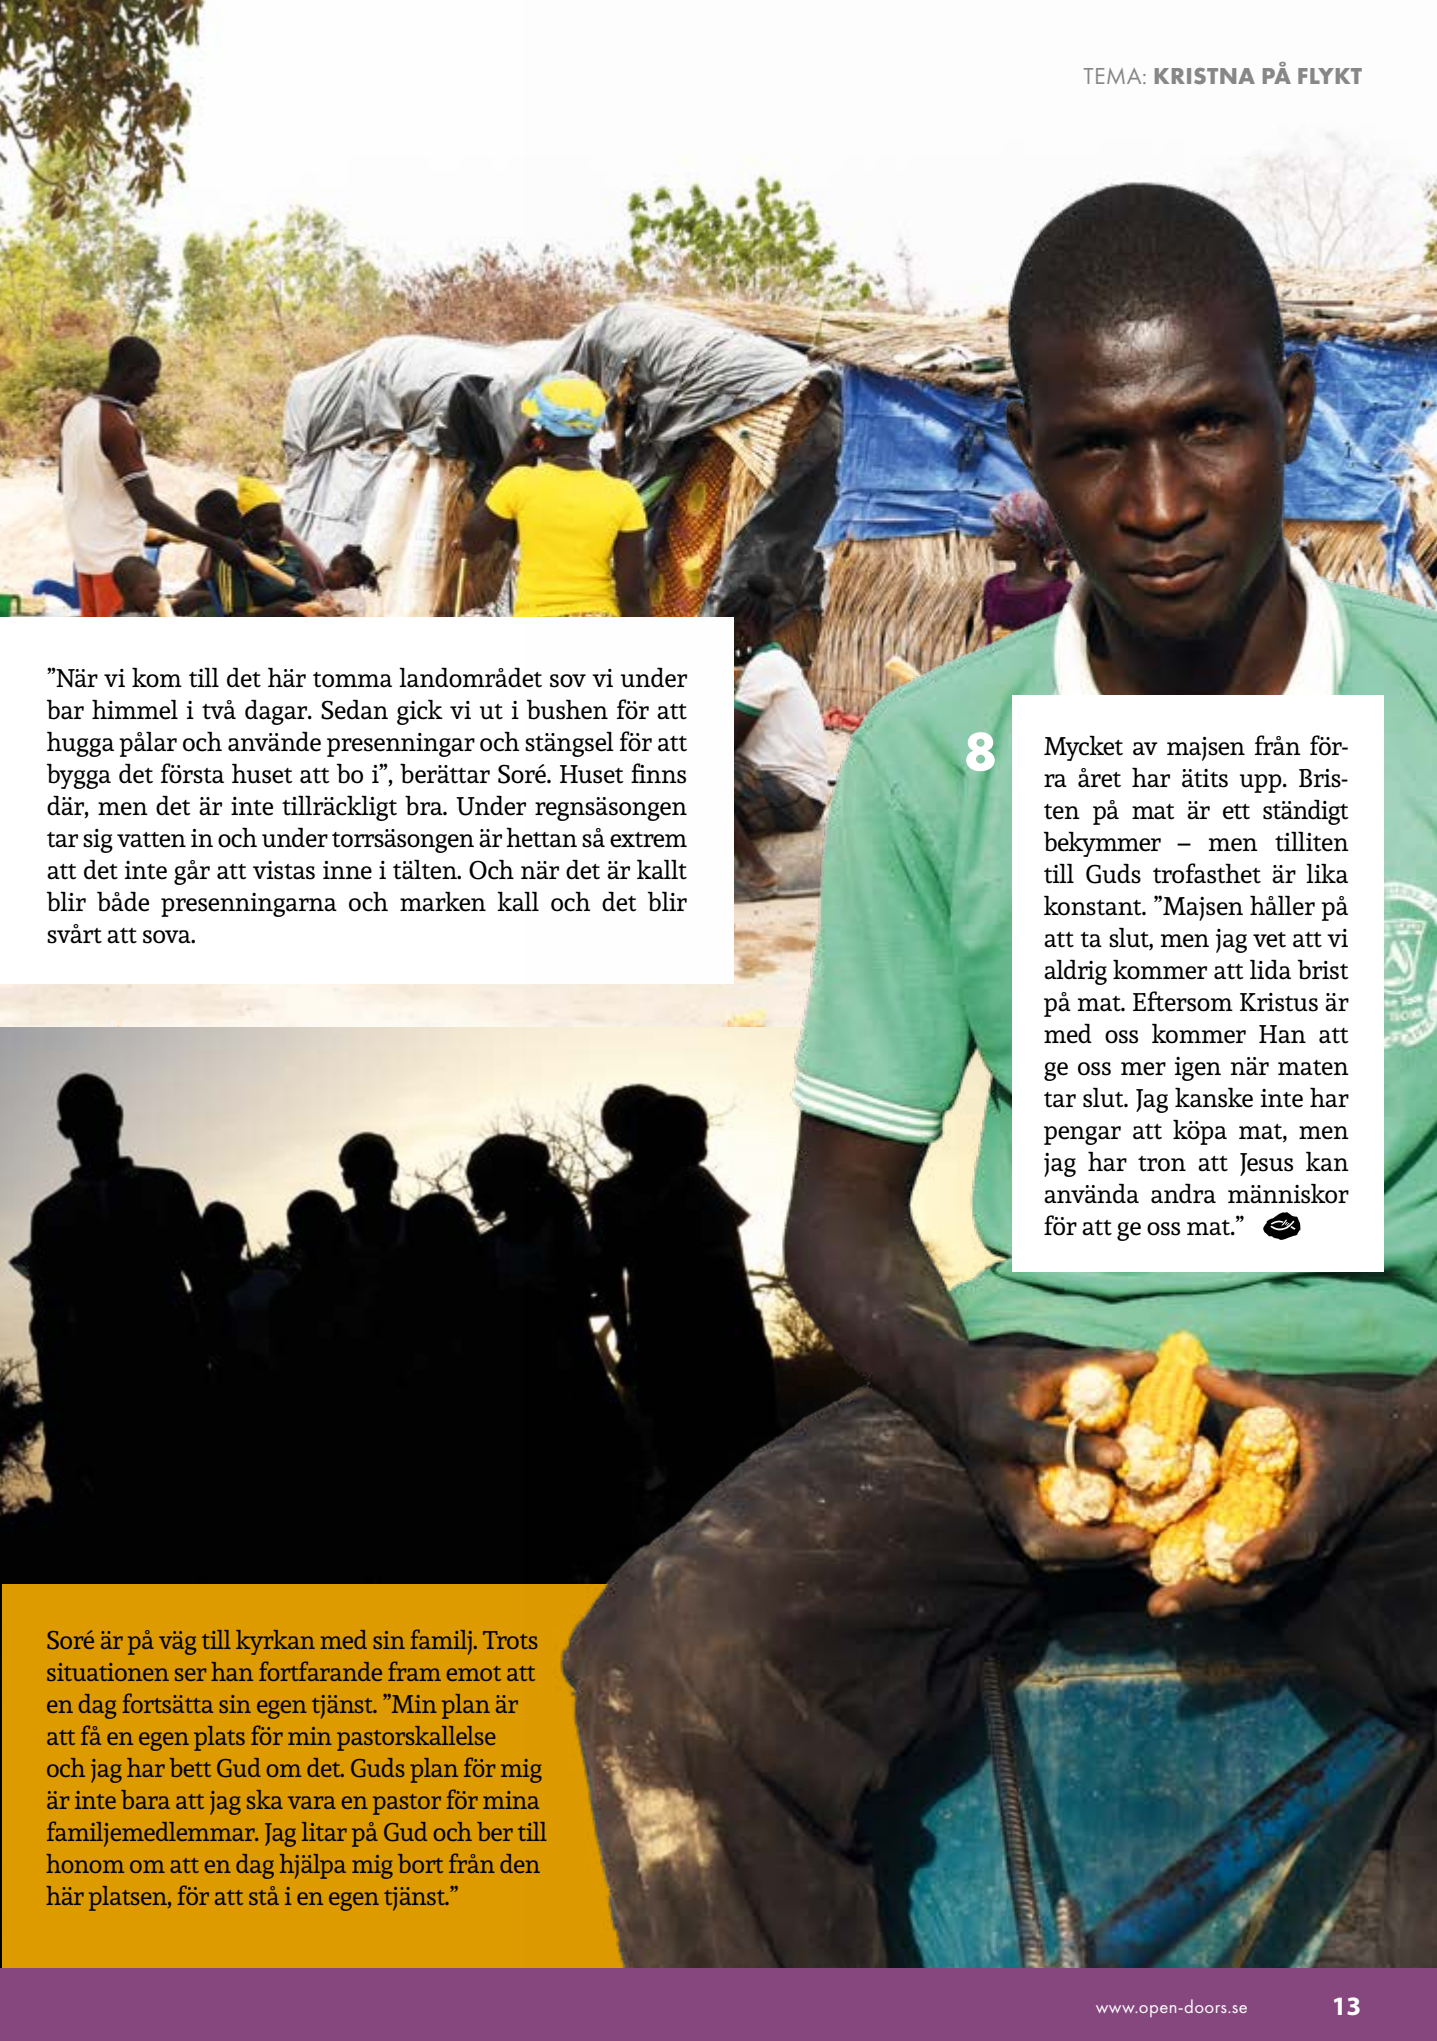 TEMA: KRISTNA PÅ FLYKT
”När vi kom till det här tomma landområdet sov vi under
bar himmel i två dagar. Sedan gick vi ut i bushen för att
hugga pålar och använde presenningar och stängsel för att
bygga det första huset att bo i”, berättar Soré. Huset finns
där, men det är inte tillräckligt bra. Under regnsäsongen
tar sig vatten in och under torrsäsongen är hettan så extrem
att det inte går att vistas inne i tälten. Och när det är kallt
blir både presenningarna och marken kall och det blir
svårt att sova.
8
Mycket av majsen från för-
ra året har ätits upp. Bris-
ten på mat är ett ständigt
bekymmer – men tilliten
till Guds trofasthet är lika
konstant. ”Majsen håller på
att ta slut, men jag vet att vi
aldrig kommer att lida brist
på mat. Eftersom Kristus är
med oss kommer Han att
ge oss mer igen när maten
tar slut. Jag kanske inte har
pengar att köpa mat, men
jag har tron att Jesus kan
använda andra människor
för att ge oss mat.”
Soré är på väg till kyrkan med sin familj. Trots
situationen ser han fortfarande fram emot att
en dag fortsätta sin egen tjänst. ”Min plan är
att få en egen plats för min pastorskallelse
och jag har bett Gud om det. Guds plan för mig
är inte bara att jag ska vara en pastor för mina
familjemedlemmar. Jag litar på Gud och ber till
honom om att en dag hjälpa mig bort från den
här platsen, för att stå i en egen tjänst.”
www.open-doors.se
13